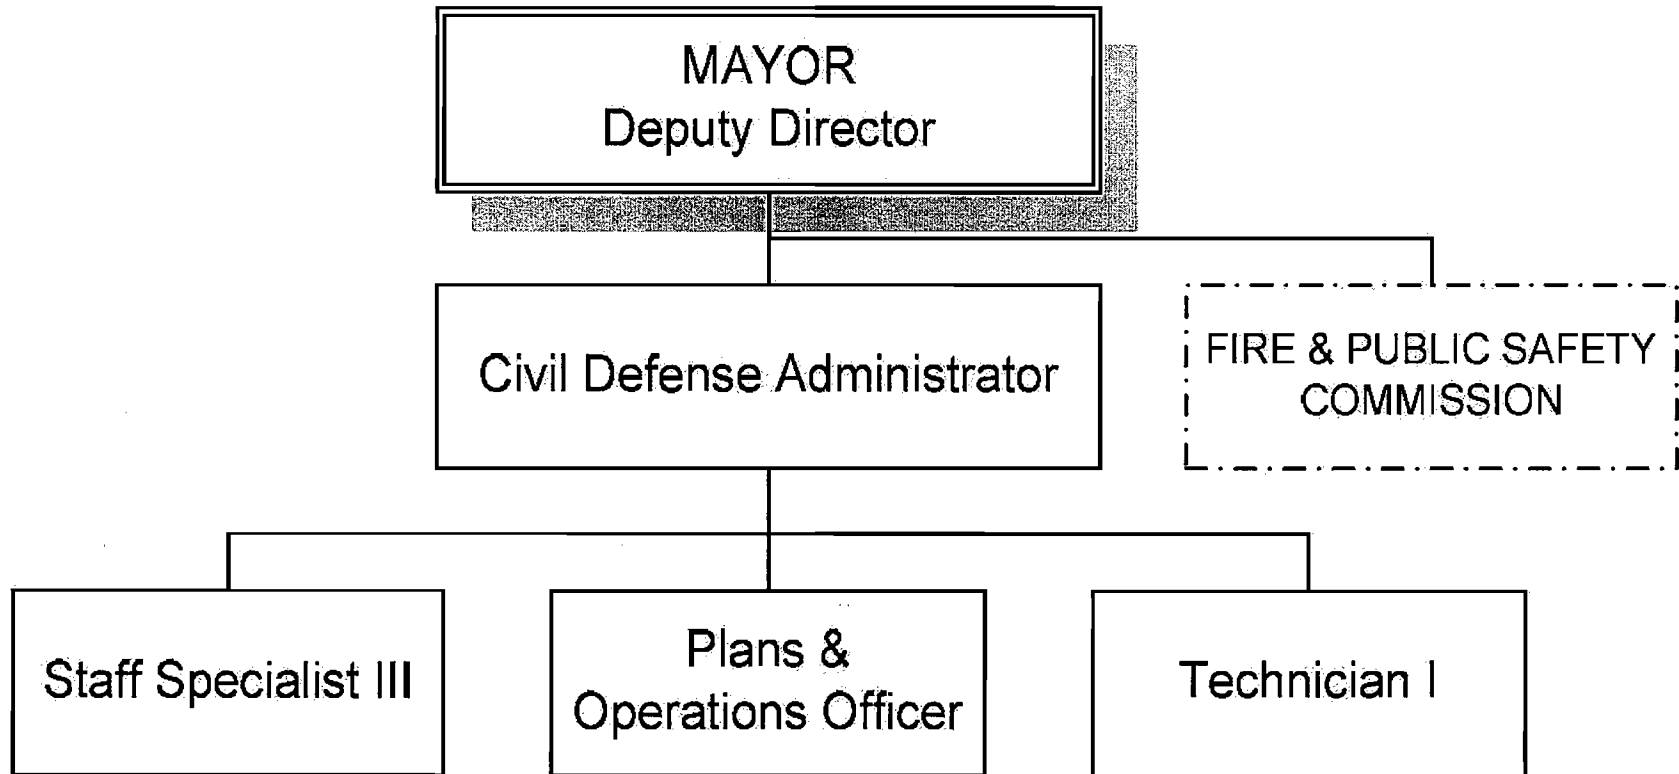 MAYOR
Deputy Director
Civil Defense Administrator
FIRE & PUBLIC SAFETY
COMMISSION
Staff Specialist III
Plans &
Operations Officer
Technician I